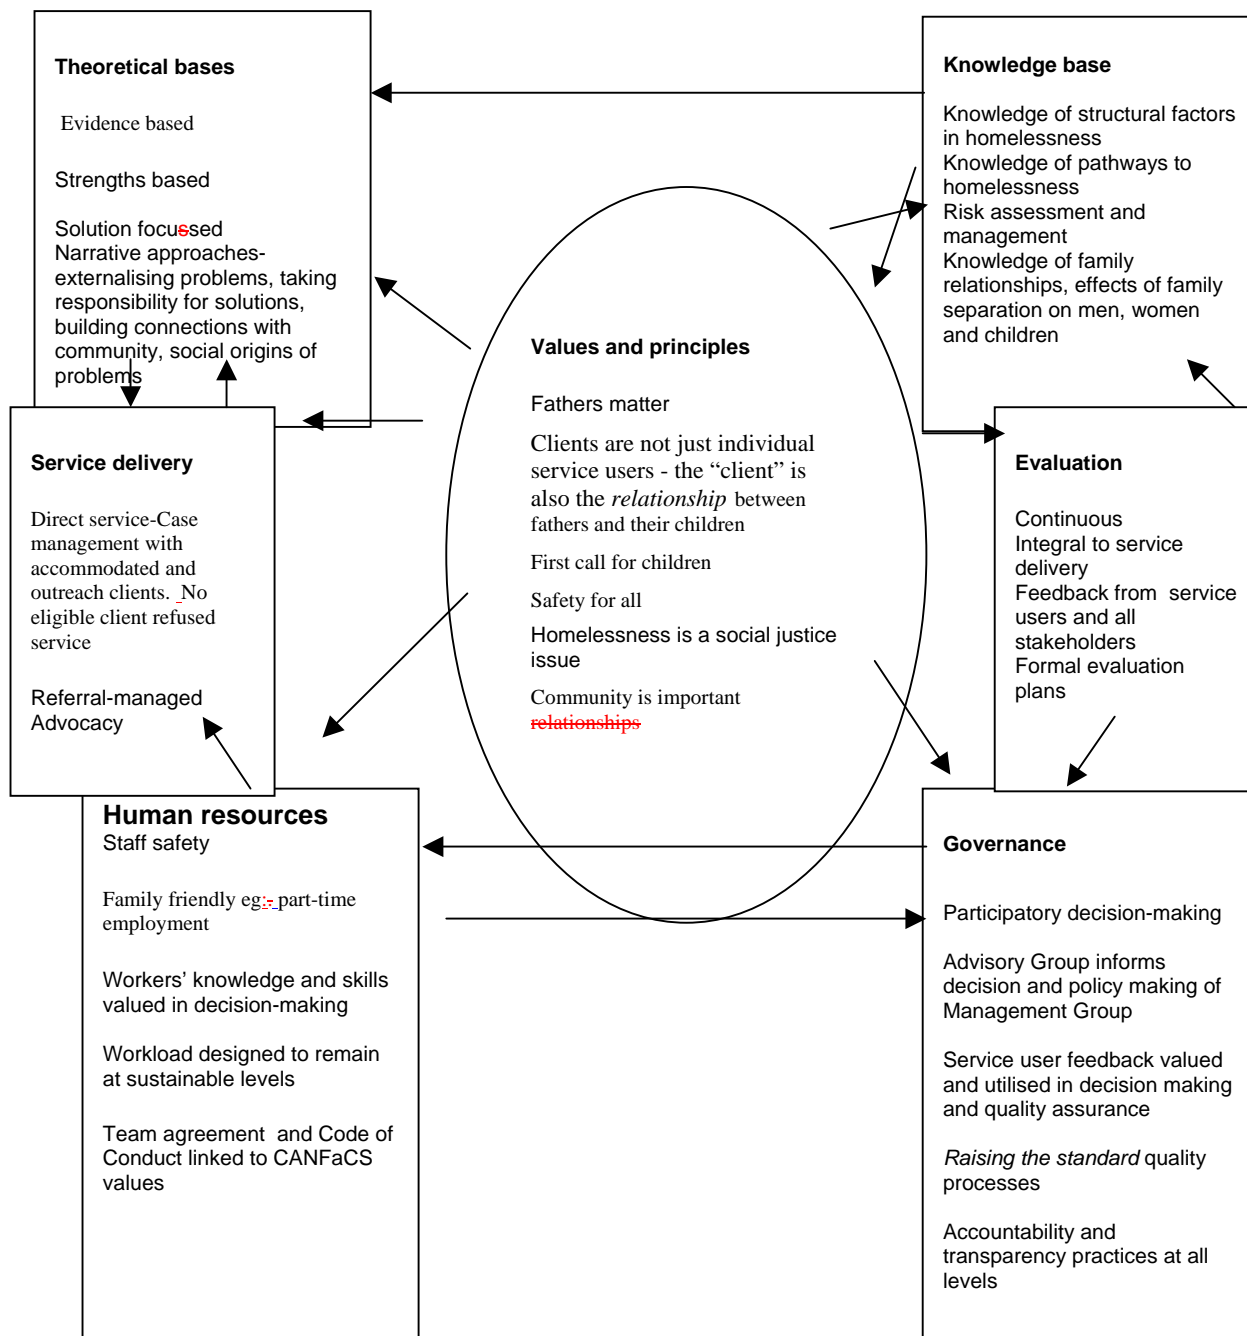 Theoretical bases
Evidence based
Strengths based
Solution focussed
Narrative approaches-
externalising problems, taking
responsibility for solutions,
building connections with
community, social origins of
problems
Knowledge base
Knowledge of structural factors
in homelessness
Knowledge of pathways to
homelessness
Risk assessment and
management
Knowledge of family
relationships, effects of family
separation on men, women
and children
Values and principles
Fathers matter
Clients are not just individual
service users - the “client” is
also the relationship between
fathers and their children
First call for children
Safety for all
Homelessness is a social justice
issue
Community is important
relationships
Service delivery
Direct service-Case
management with
accommodated and
outreach clients. No
eligible client refused
service
Referral-managed
Advocacy
Evaluation
Continuous
Integral to service
delivery
Feedback from service
users and all
stakeholders
Formal evaluation
plans
Human resources
Staff safety
Family friendly eg:- part-time
employment
Workers’ knowledge and skills
valued in decision-making
Workload designed to remain
at sustainable levels
Team agreement and Code of
Conduct linked to CANFaCS
values
Governance
Participatory decision-making
Advisory Group informs
decision and policy making of
Management Group
Service user feedback valued
and utilised in decision making
and quality assurance
Raising the standard quality
processes
Accountability and
transparency practices at all
levels